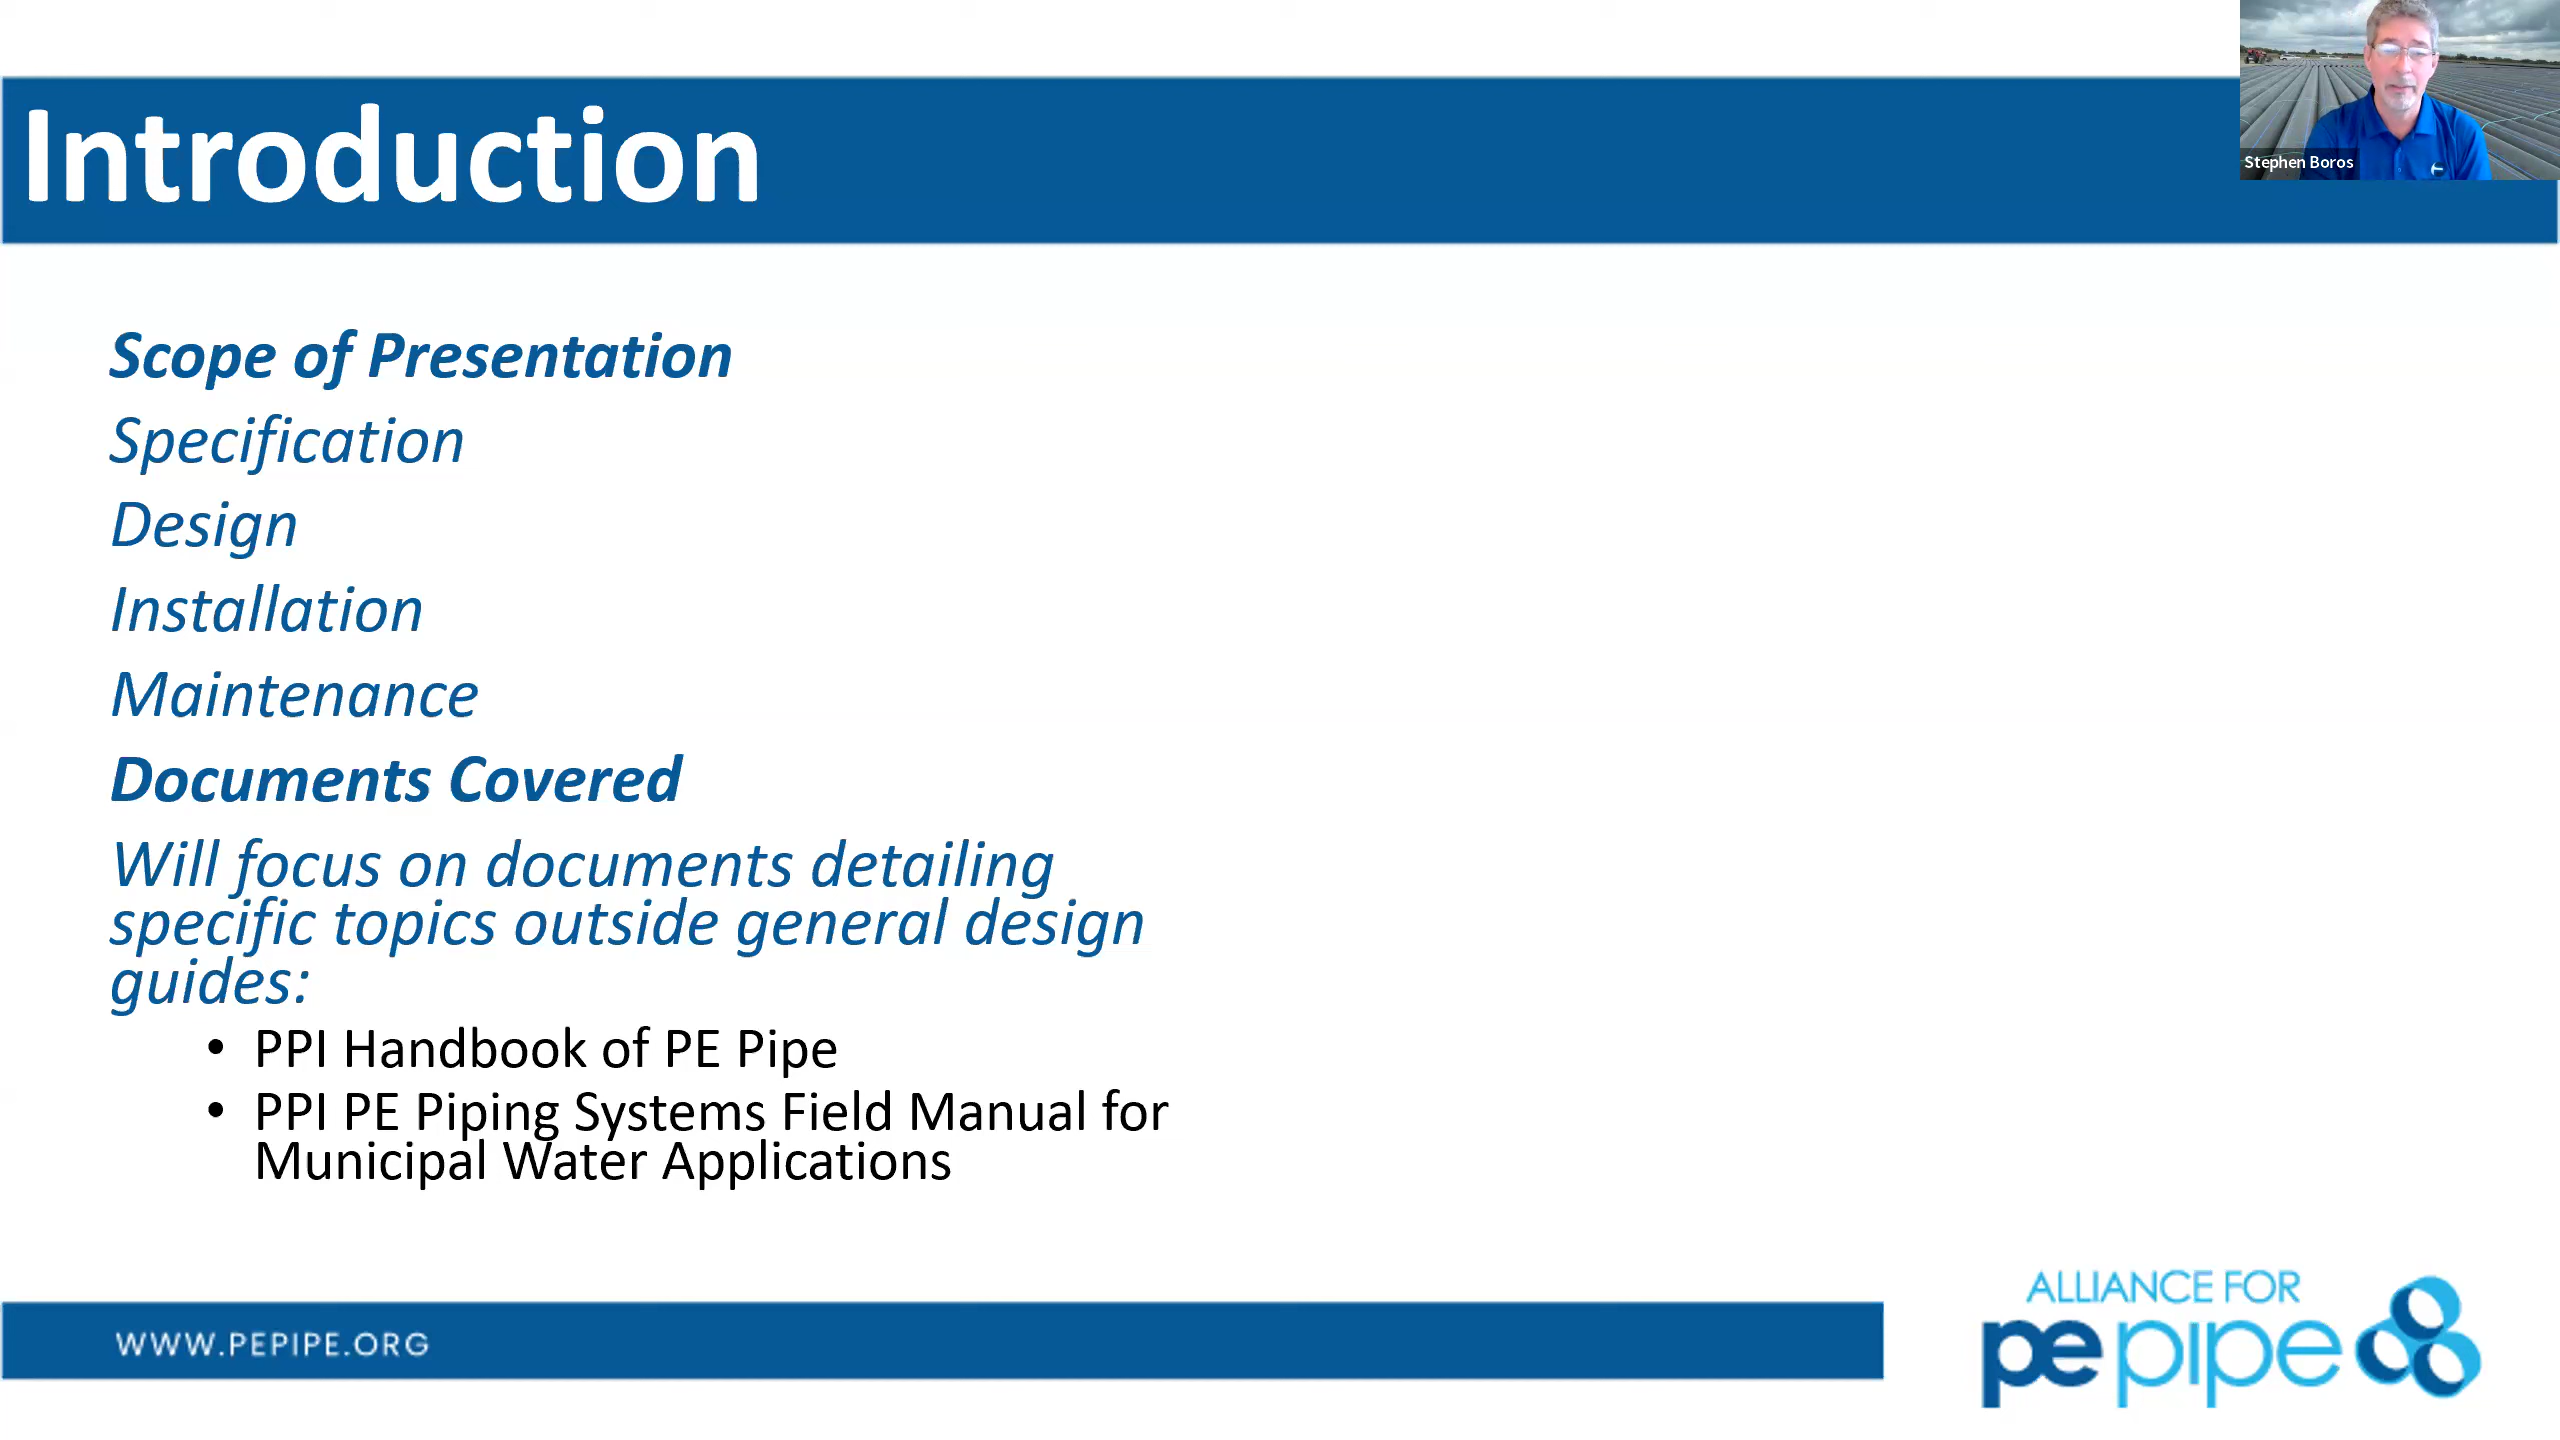 Introduction
Stephen Boros
Scope of Presentation
Specification
Design
Installation
Maintenance
Documents Covered
Will focus on documents detailing
specific topics outside general design
guides:
• PPI Handbook of PE Pipe
• PPI PE Piping Systems Field Manual for
Municipal Water Applications
WWW.PEPIPE.ORG
ALLIANCE FOR
pe pipe